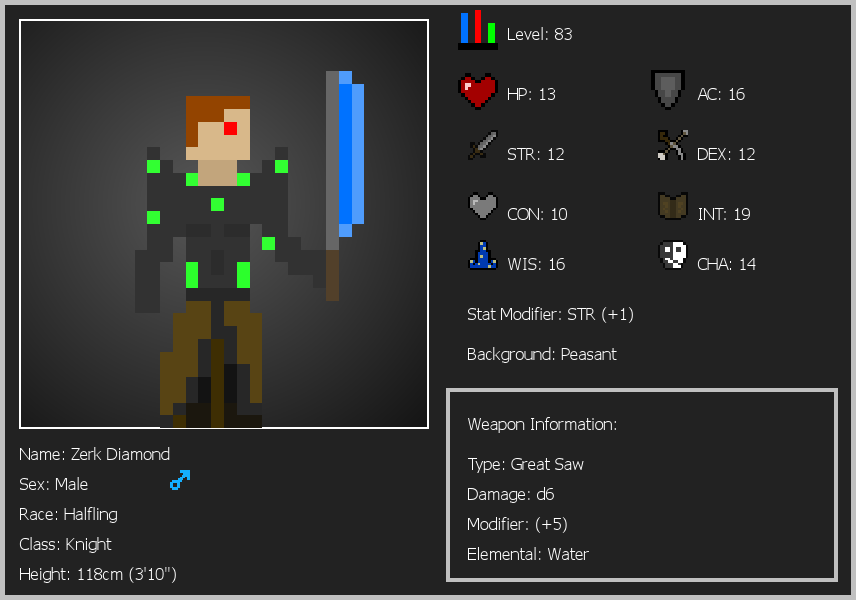 Level: 83
HP: 13
AC: 16
STR: 12
DEX: 12
CON: 10
INT: 19
WIS: 16
CHA: 14
Stat Modifier: STR (+1)
Background: Peasant
Weapon Information:
Type: Great Saw
Damage: d6
Modifier: (+5)
Elemental: Water
Name: Zerk Diamond
Sex: Male
Race: Halfling
Class: Knight
Height: 118cm (3'10")